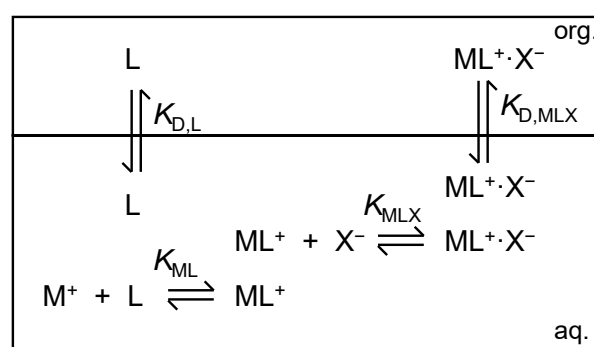 org.
L ML⁺·X⁻
K_D,L K_D,MLX
L ML⁺·X⁻
K_MLX
ML⁺ + X⁻ ML⁺·X⁻
K_ML
M⁺ + L ML⁺
aq.